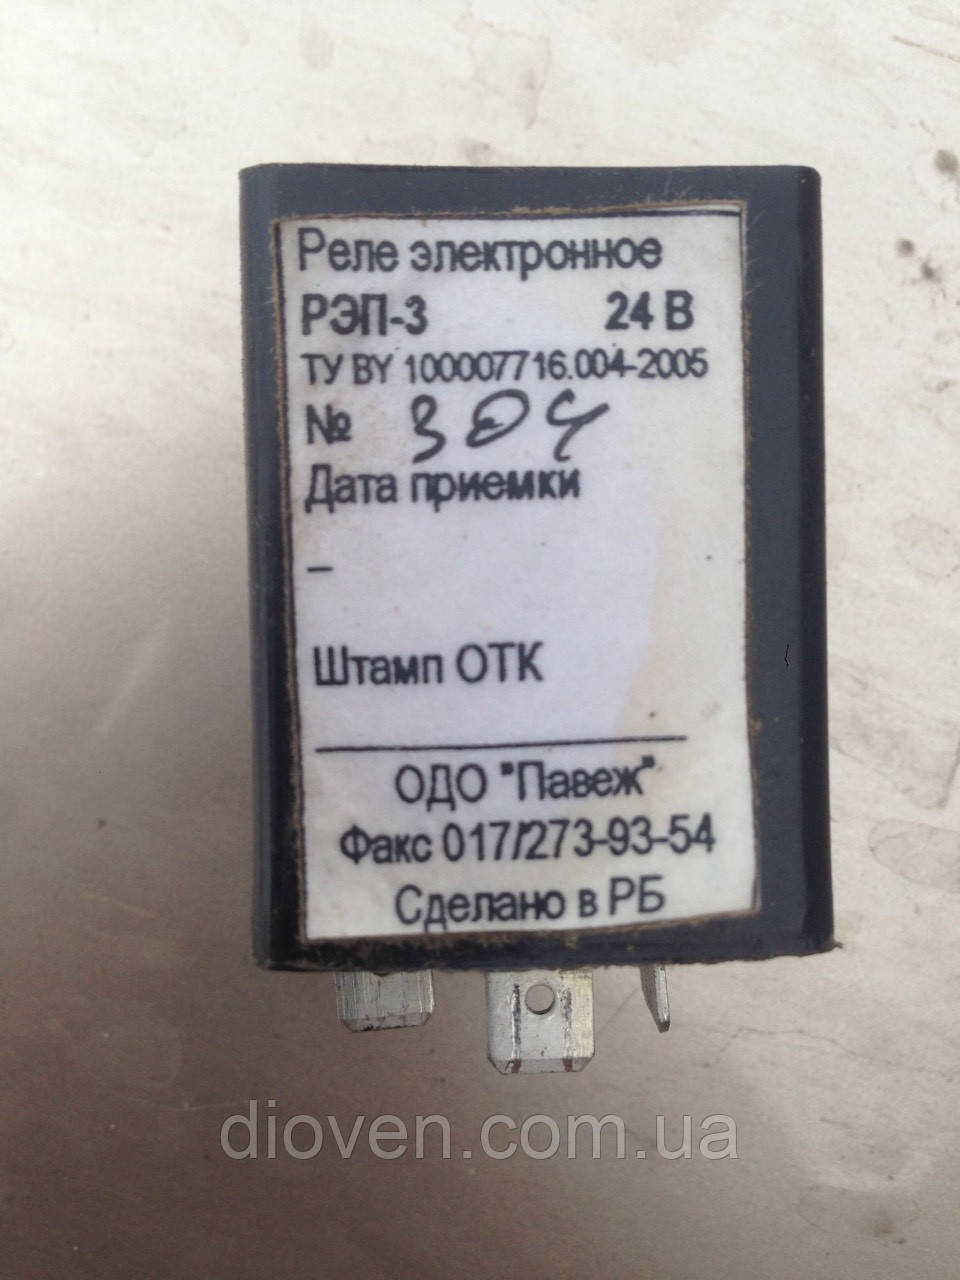 Реле электронное
РЭП-3 24 В
ТУ BY 100007716.004-2005
№ 304
Дата приемки
–
Штамп ОТК
ОДО "Павеж"
Факс 017/273-93-54
Сделано в РБ
dioven.com.ua